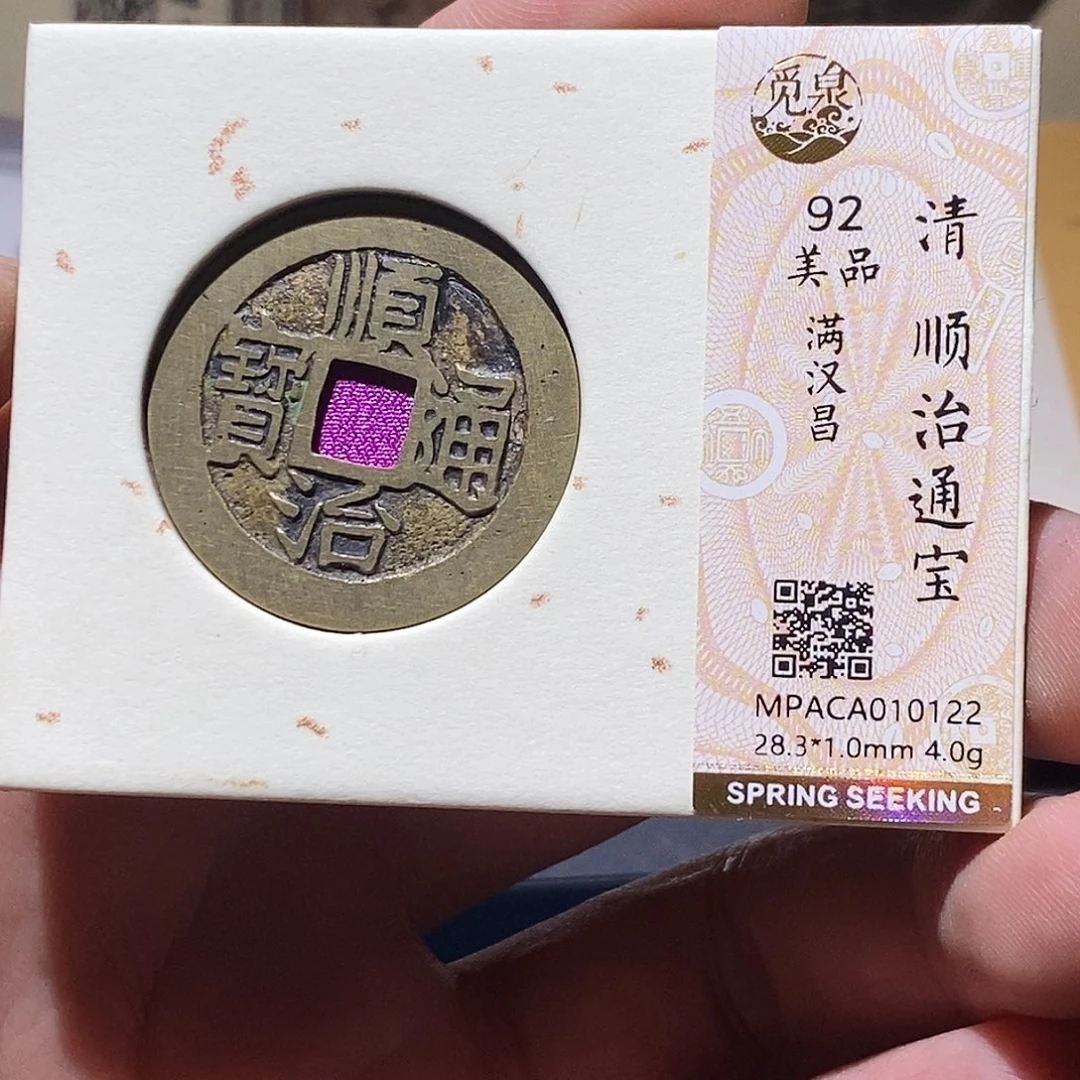 順
治
通
寳
觅泉
92
美品
满汉昌
清 顺治通宝
MPACA010122
28.3*1.0mm 4.0g
SPRING SEEKING